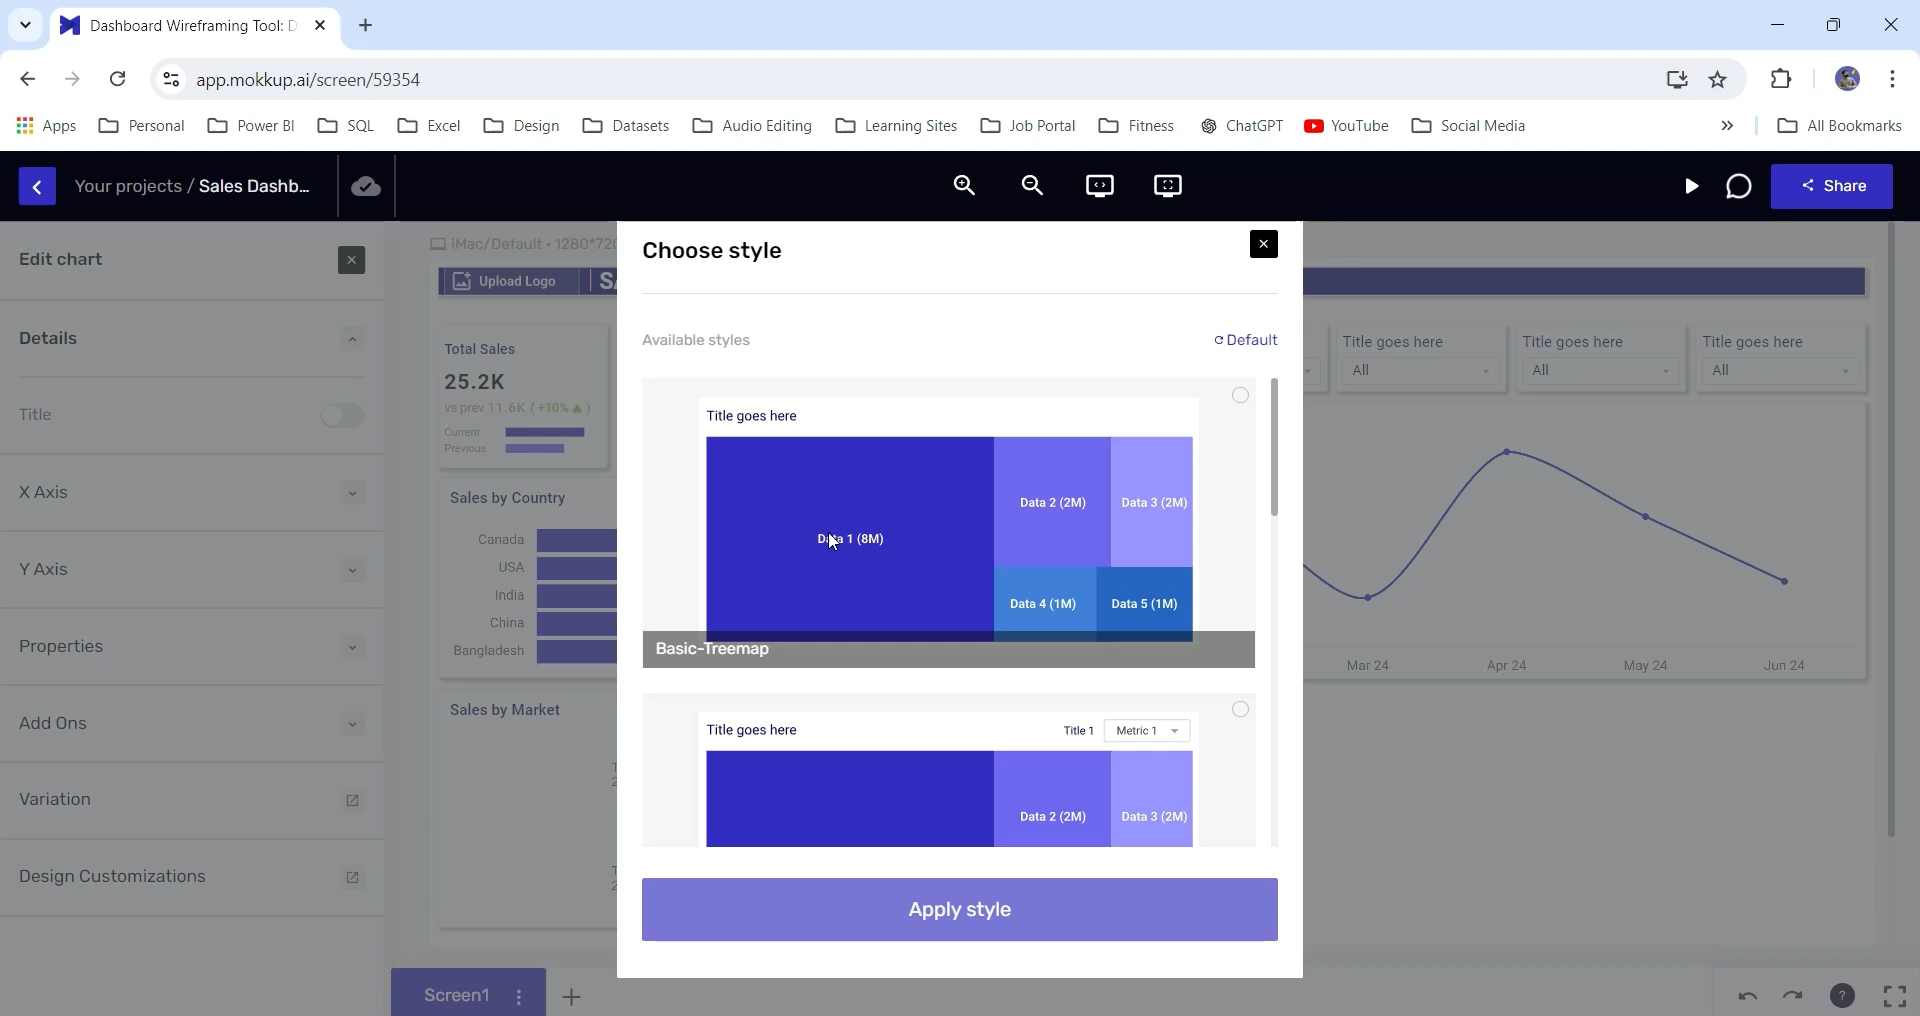 Dashboard Wireframing Tool: D
app.mokkup.ai/screen/59354
Apps
Personal
Power BI
SQL
Excel
Design
Datasets
Audio Editing
Learning Sites
Job Portal
Fitness
ChatGPT
YouTube
Social Media
»
All Bookmarks
Your projects / Sales Dashb...
Share
Edit chart
Details
Title
X Axis
Y Axis
Properties
Add Ons
Variation
Design Customizations
iMac/Default • 1280*720
Upload Logo
Total Sales
25.2K
vs prev 11.6K (+10% ▲)
Current
Previous
Sales by Country
Canada
USA
India
China
Bangladesh
Sales by Market
Choose style
Available styles
Default
Title goes here
Data 1 (8M)
Data 2 (2M)
Data 3 (2M)
Data 4 (1M)
Data 5 (1M)
Basic-Treemap
Title goes here
Title 1
Metric 1
Data 2 (2M)
Data 3 (2M)
Apply style
Title goes here
All
Title goes here
All
Title goes here
All
Mar 24
Apr 24
May 24
Jun 24
Screen1
?